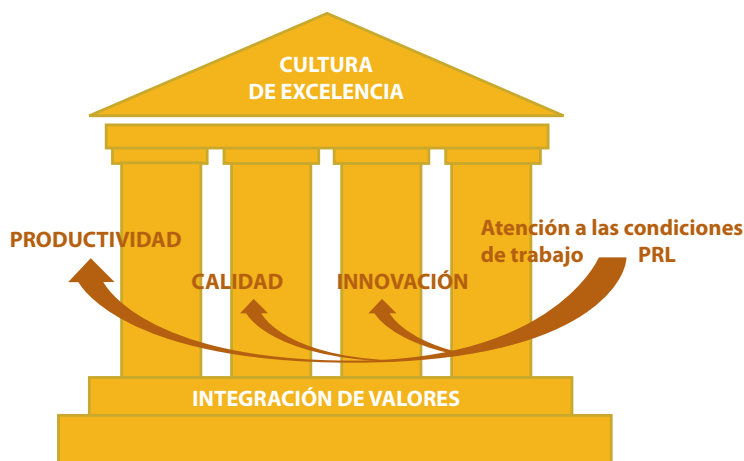 CULTURA
DE EXCELENCIA
PRODUCTIVIDAD
CALIDAD
INNOVACIÓN
Atención a las condiciones
de trabajo PRL
INTEGRACIÓN DE VALORES